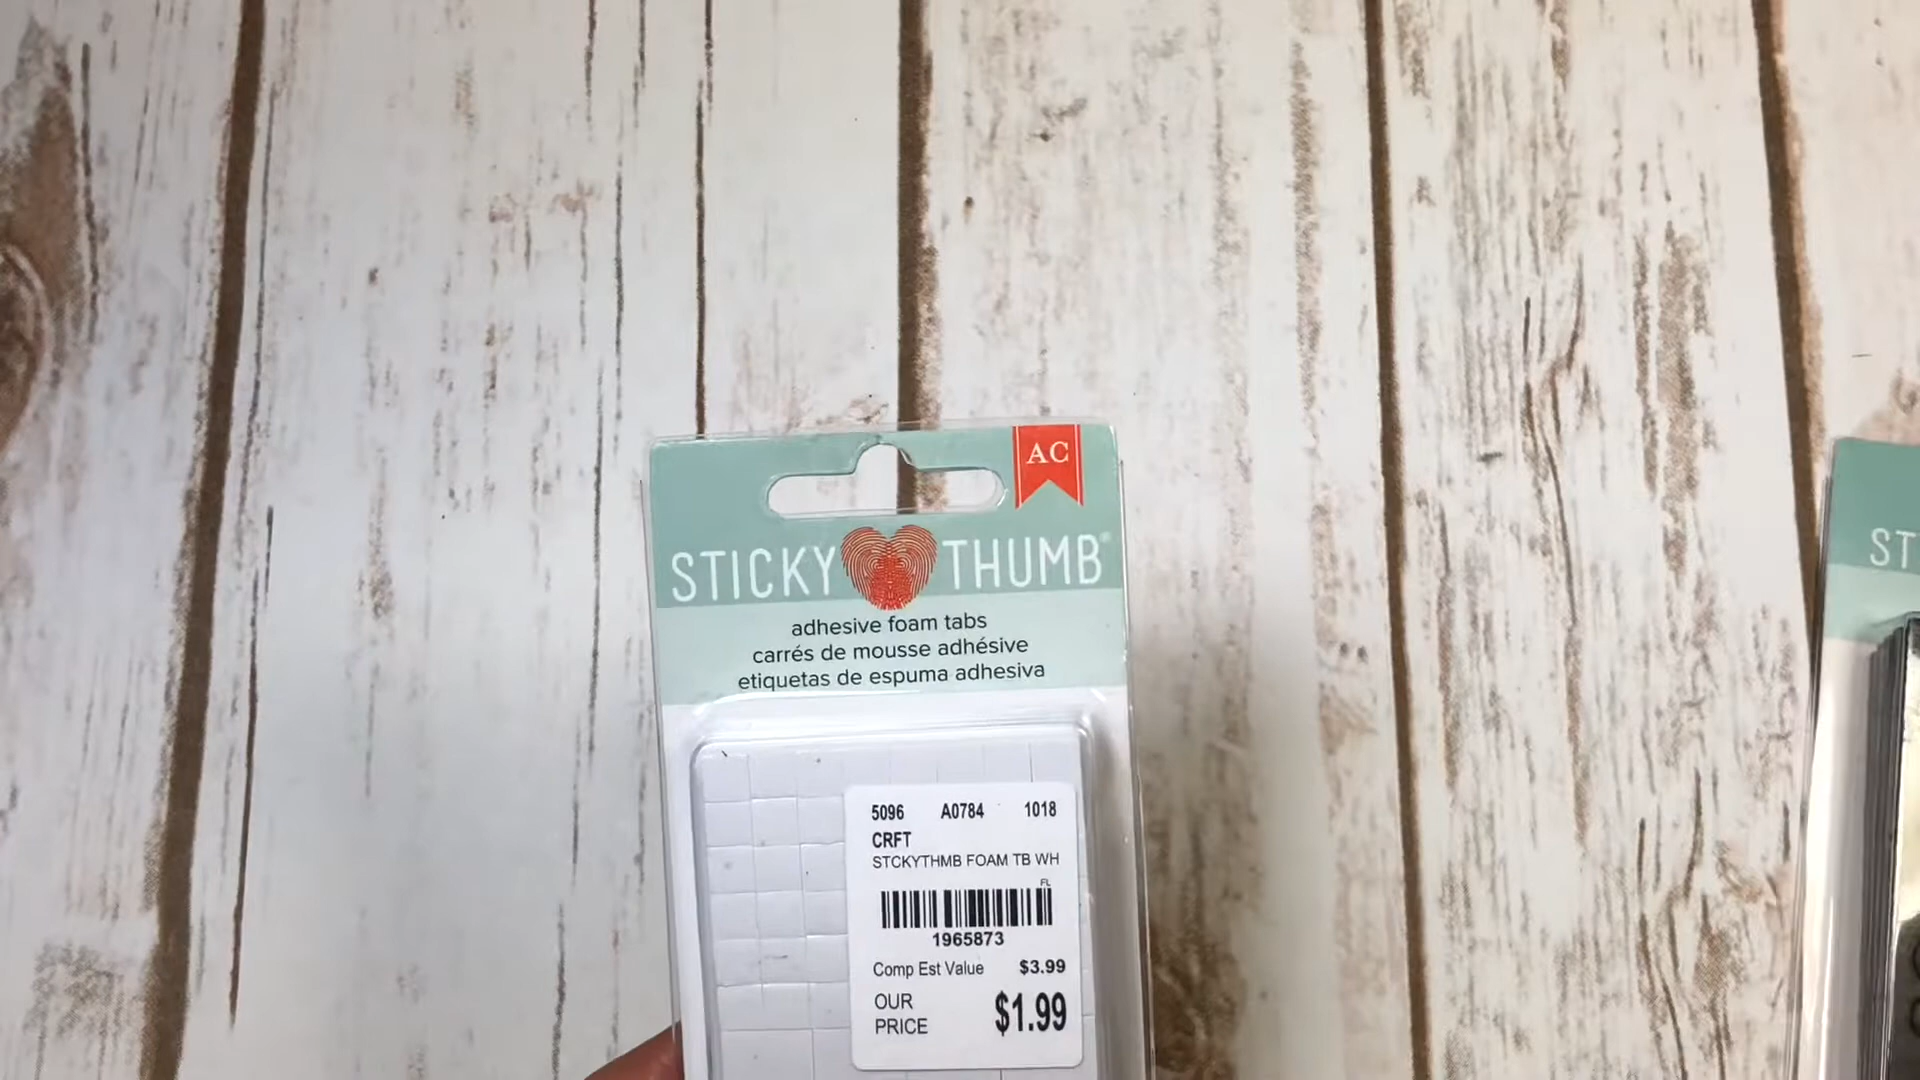 AC
STICKY THUMB®
adhesive foam tabs
carrés de mousse adhésive
etiquetas de espuma adhesiva
5096 A0784 1018
CRFT
STCKYTHMB FOAM TB WH
FL
1965873
Comp Est Value $3.99
OUR PRICE $1.99
ST